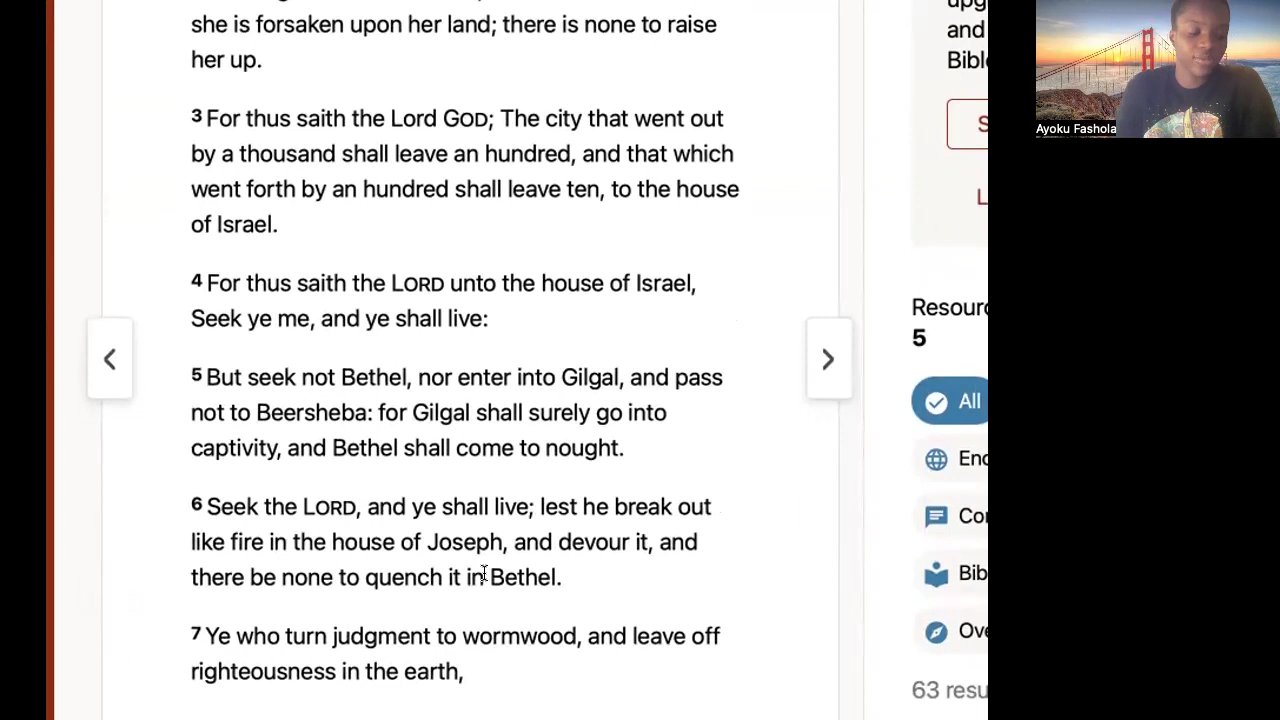 she is forsaken upon her land; there is none to raise
her up.
3 For thus saith the Lord GOD; The city that went out
by a thousand shall leave an hundred, and that which
went forth by an hundred shall leave ten, to the house
of Israel.
4 For thus saith the LORD unto the house of Israel,
Seek ye me, and ye shall live:
5 But seek not Bethel, nor enter into Gilgal, and pass
not to Beersheba: for Gilgal shall surely go into
captivity, and Bethel shall come to nought.
6 Seek the LORD, and ye shall live; lest he break out
like fire in the house of Joseph, and devour it, and
there be none to quench it in Bethel.
7 Ye who turn judgment to wormwood, and leave off
righteousness in the earth,
and
Bibl
S
L
Resour
5
All
Enc
Co
Bib
Ove
63 resu
Ayoku Fashola